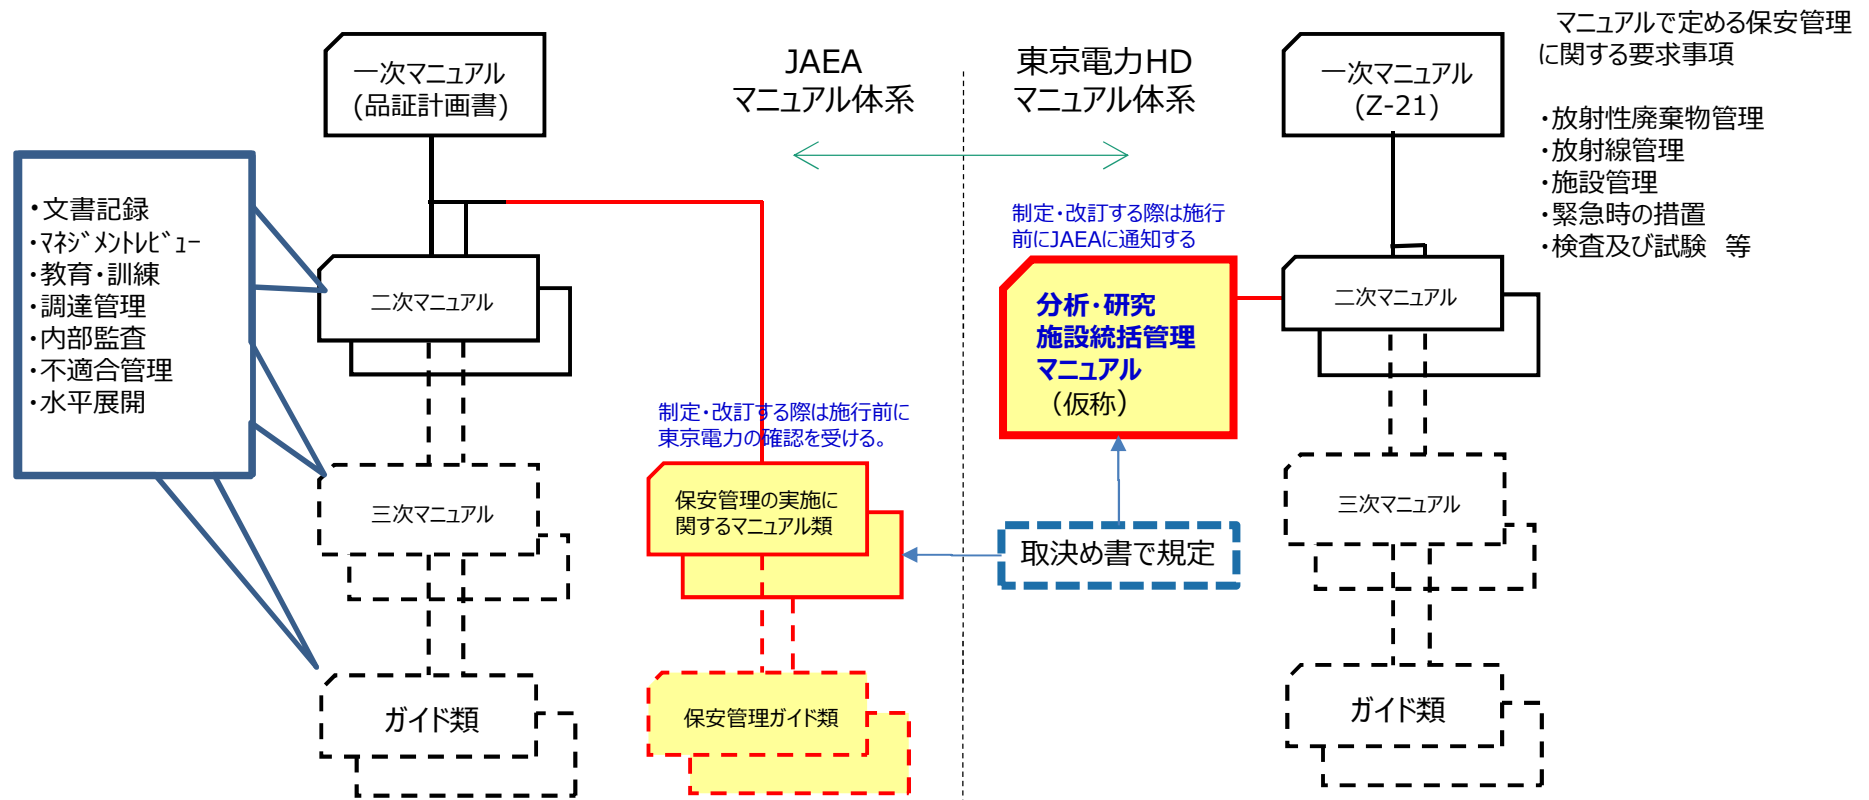 マニュアルで定める保安管理
に関する要求事項
・放射性廃棄物管理
・放射線管理
・施設管理
・緊急時の措置
・検査及び試験　等
JAEA
マニュアル体系
東京電力HD
マニュアル体系
一次マニュアル
(品証計画書)
一次マニュアル
(Z-21)
・文書記録
・ﾏﾈｼﾞﾒﾝﾄﾚﾋﾞｭｰ
・教育・訓練
・調達管理
・内部監査
・不適合管理
・水平展開
二次マニュアル
三次マニュアル
ガイド類
制定・改訂する際は施行前に
東京電力の確認を受ける。
保安管理の実施に
関するマニュアル類
保安管理ガイド類
制定・改訂する際は施行
前にJAEAに通知する
分析・研究
施設統括管理
マニュアル
（仮称）
取決め書で規定
二次マニュアル
三次マニュアル
ガイド類